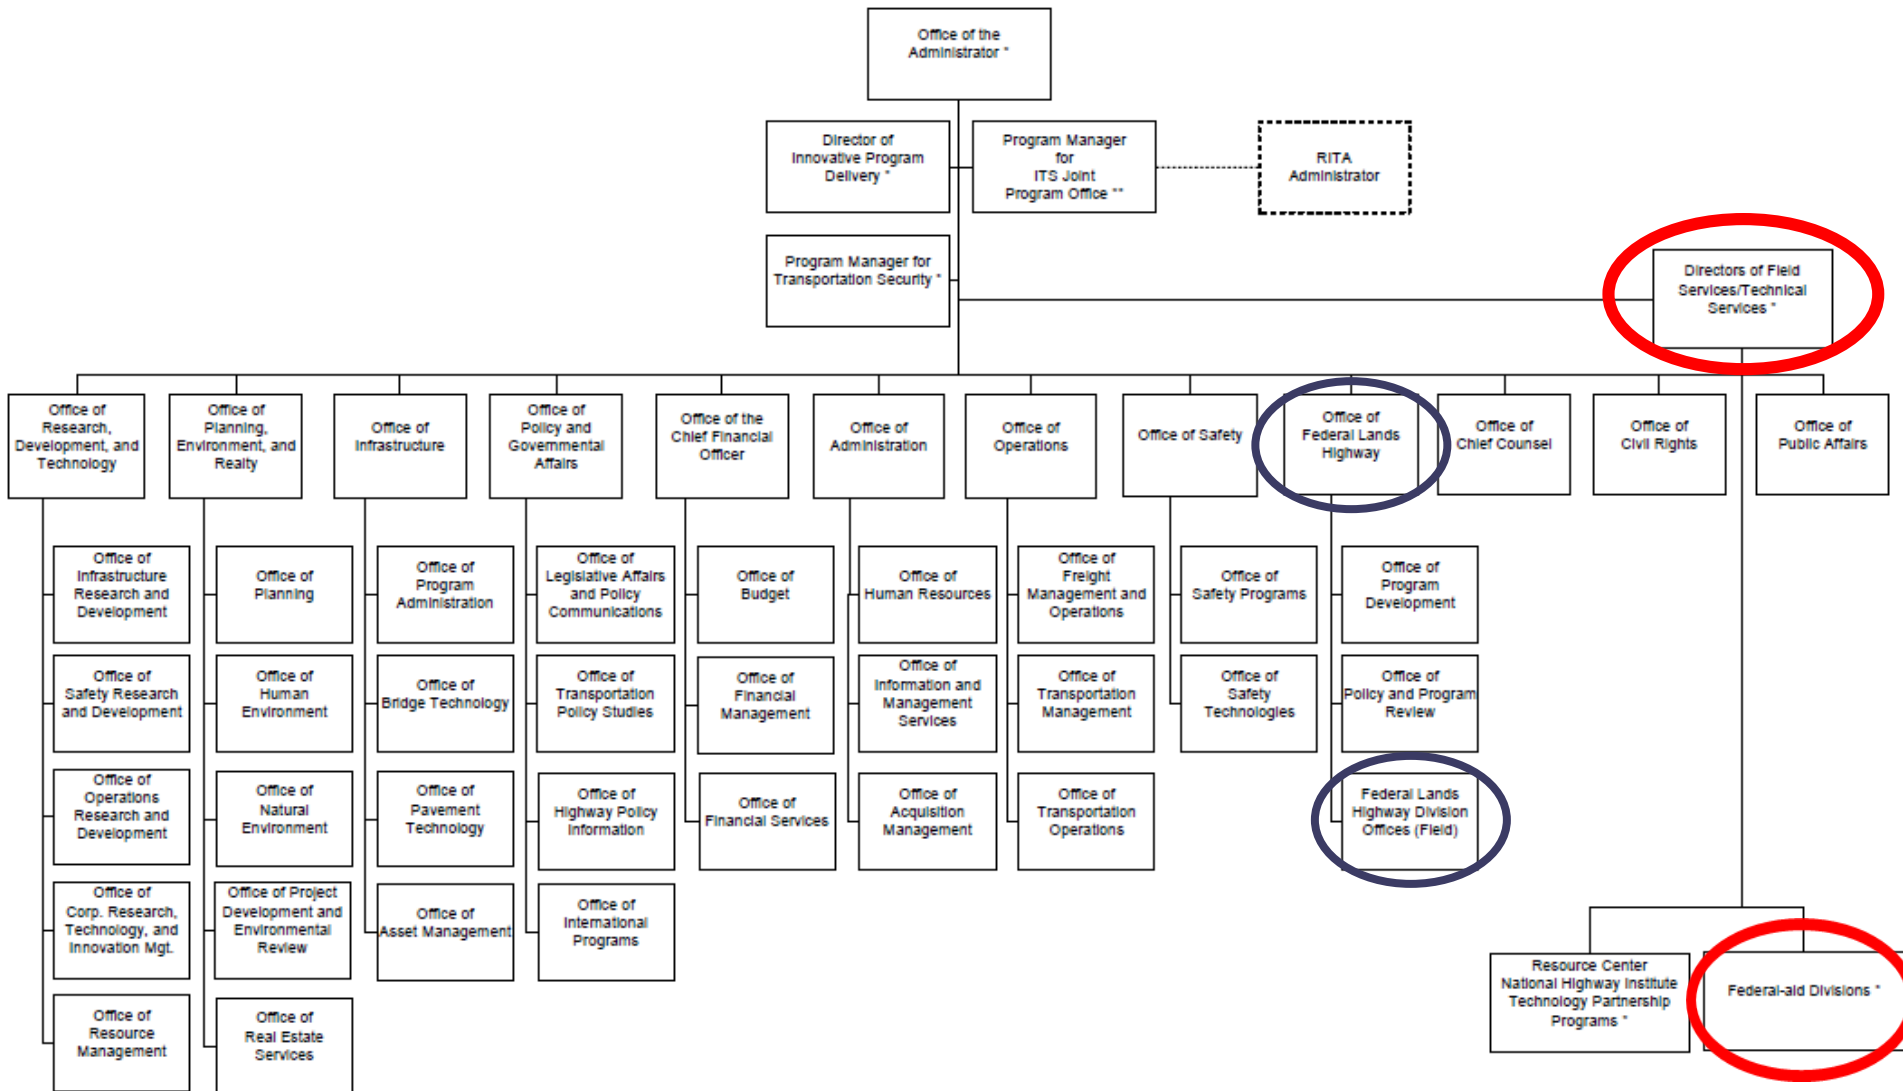 Office of the
Administrator *
Director of
Innovative Program
Delivery *
Program Manager
for
ITS Joint
Program Office **
RITA
Administrator
Program Manager for
Transportation Security *
Directors of Field
Services/Technical
Services *
Office of
Research,
Development, and
Technology
Office of
Planning,
Environment, and
Realty
Office of
Infrastructure
Office of
Policy and
Governmental
Affairs
Office of the
Chief Financial
Officer
Office of
Administration
Office of
Operations
Office of Safety
Office of
Federal Lands
Highway
Office of
Chief Counsel
Office of
Civil Rights
Office of
Public Affairs
Office of
Infrastructure
Research and
Development
Office of
Planning
Office of
Program
Administration
Office of
Legislative Affairs
and Policy
Communications
Office of
Budget
Office of
Human Resources
Office of
Freight
Management and
Operations
Office of
Safety Programs
Office of
Program
Development
Office of
Safety Research
and Development
Office of
Human
Environment
Office of
Bridge Technology
Office of
Transportation
Policy Studies
Office of
Financial
Management
Office of
Information and
Management
Services
Office of
Transportation
Management
Office of
Safety
Technologies
Office of
Policy and Program
Review
Office of
Operations
Research and
Development
Office of
Natural
Environment
Office of
Pavement
Technology
Office of
Highway Policy
Information
Office of
Financial Services
Office of
Acquisition
Management
Office of
Transportation
Operations
Federal Lands
Highway Division
Offices (Field)
Office of
Corp. Research,
Technology, and
Innovation Mgt.
Office of Project
Development and
Environmental
Review
Office of
Asset Management
Office of
International
Programs
Resource Center
National Highway Institute
Technology Partnership
Programs *
Federal-aid Divisions *
Office of
Resource
Management
Office of
Real Estate
Services